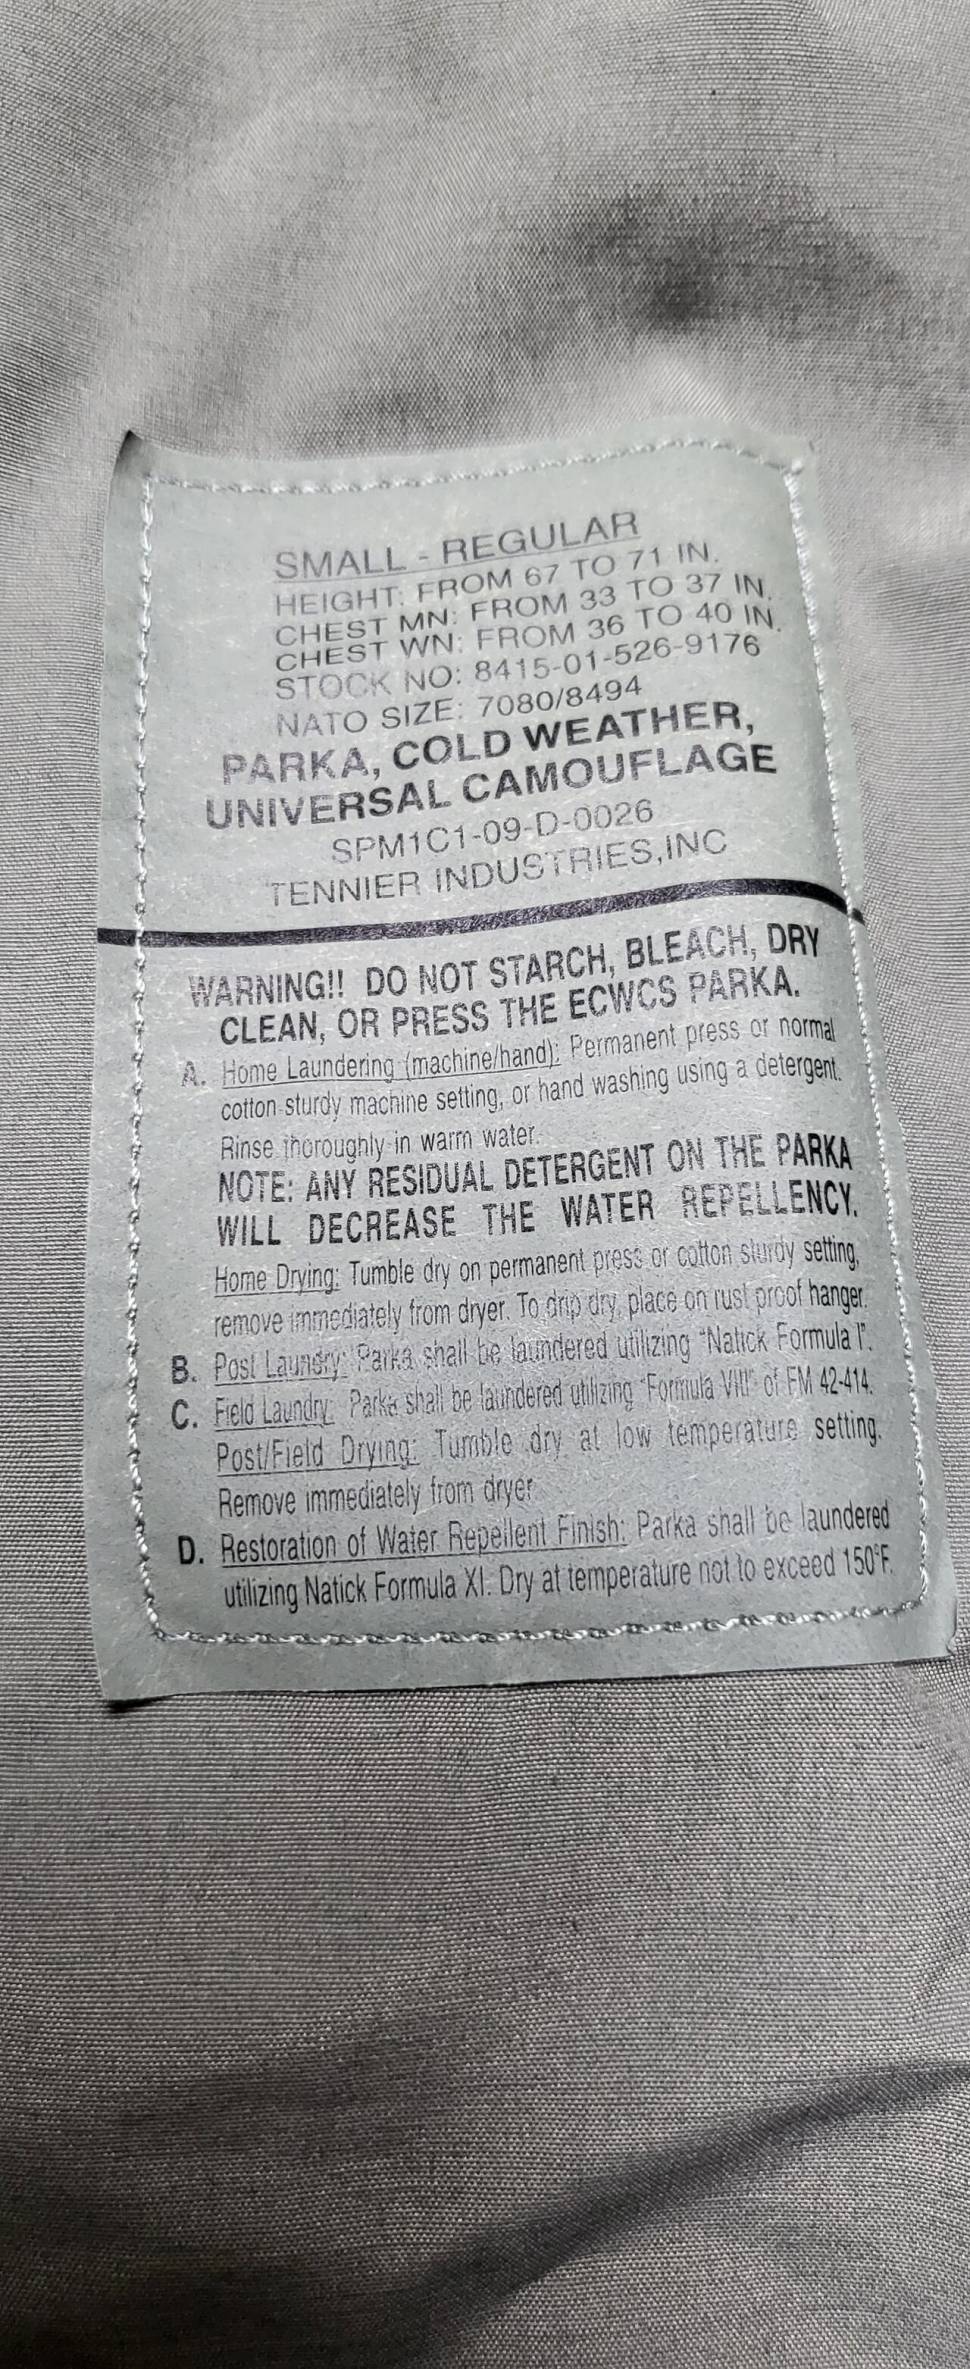 SMALL - REGULAR
HEIGHT: FROM 67 TO 71 IN.
CHEST MN: FROM 33 TO 37 IN.
CHEST WN: FROM 36 TO 40 IN.
STOCK NO: 8415-01-526-9176
NATO SIZE: 7080/8494
PARKA, COLD WEATHER,
UNIVERSAL CAMOUFLAGE
SPM1C1-09-D-0026
TENNIER INDUSTRIES,INC
WARNING!! DO NOT STARCH, BLEACH, DRY
CLEAN, OR PRESS THE ECWCS PARKA.
A. Home Laundering (machine/hand): Permanent press or normal
cotton sturdy machine setting, or hand washing using a detergent.
Rinse thoroughly in warm water.
NOTE: ANY RESIDUAL DETERGENT ON THE PARKA
WILL DECREASE THE WATER REPELLENCY.
Home Drying: Tumble dry on permanent press or cotton sturdy setting,
remove immediately from dryer. To drip dry, place on rust proof hanger.
B. Post Laundry: Parka shall be laundered utilizing "Natick Formula I".
C. Field Laundry: Parka shall be laundered utilizing "Formula VIII" of FM 42-414.
Post/Field Drying: Tumble dry at low temperature setting.
Remove immediately from dryer
D. Restoration of Water Repellent Finish: Parka shall be laundered
utilizing Natick Formula XI. Dry at temperature not to exceed 150°F.